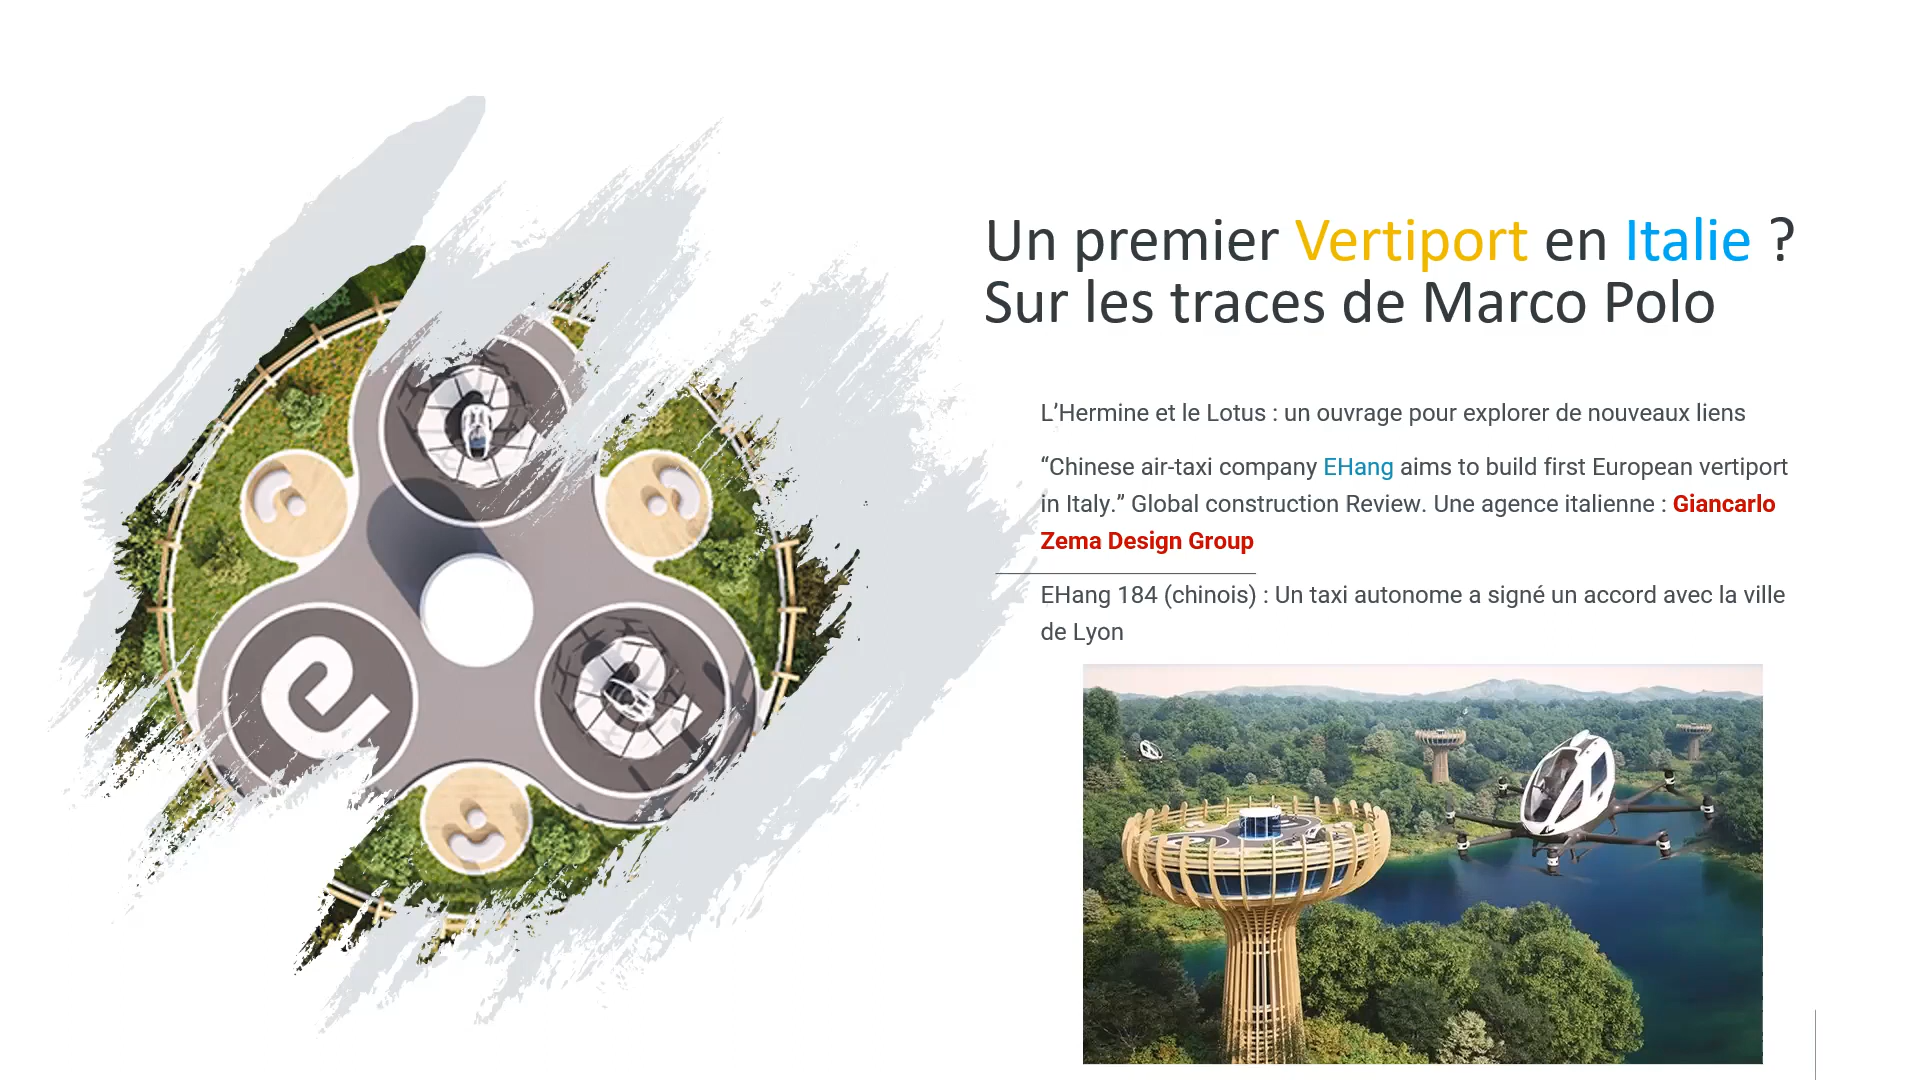 Un premier Vertiport en Italie ?
Sur les traces de Marco Polo
L’Hermine et le Lotus : un ouvrage pour explorer de nouveaux liens
“Chinese air-taxi company EHang aims to build first European vertiport
in Italy.” Global construction Review. Une agence italienne : Giancarlo
Zema Design Group
EHang 184 (chinois) : Un taxi autonome a signé un accord avec la ville
de Lyon